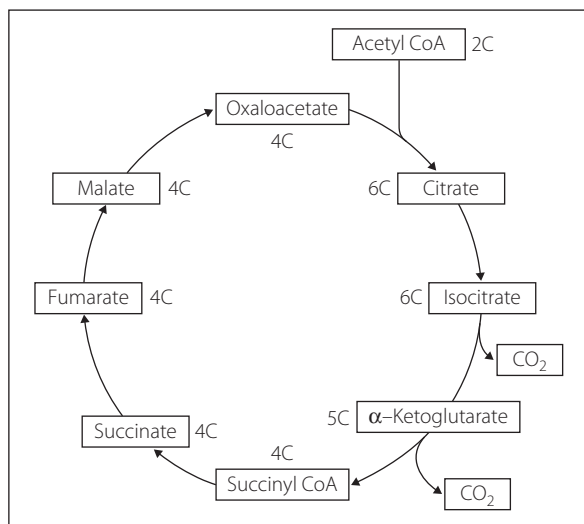 Acetyl CoA 2C
Oxaloacetate
4C
6C Citrate
6C Isocitrate
CO₂
5C α–Ketoglutarate
CO₂
4C
Succinyl CoA
Succinate 4C
Fumarate 4C
Malate 4C